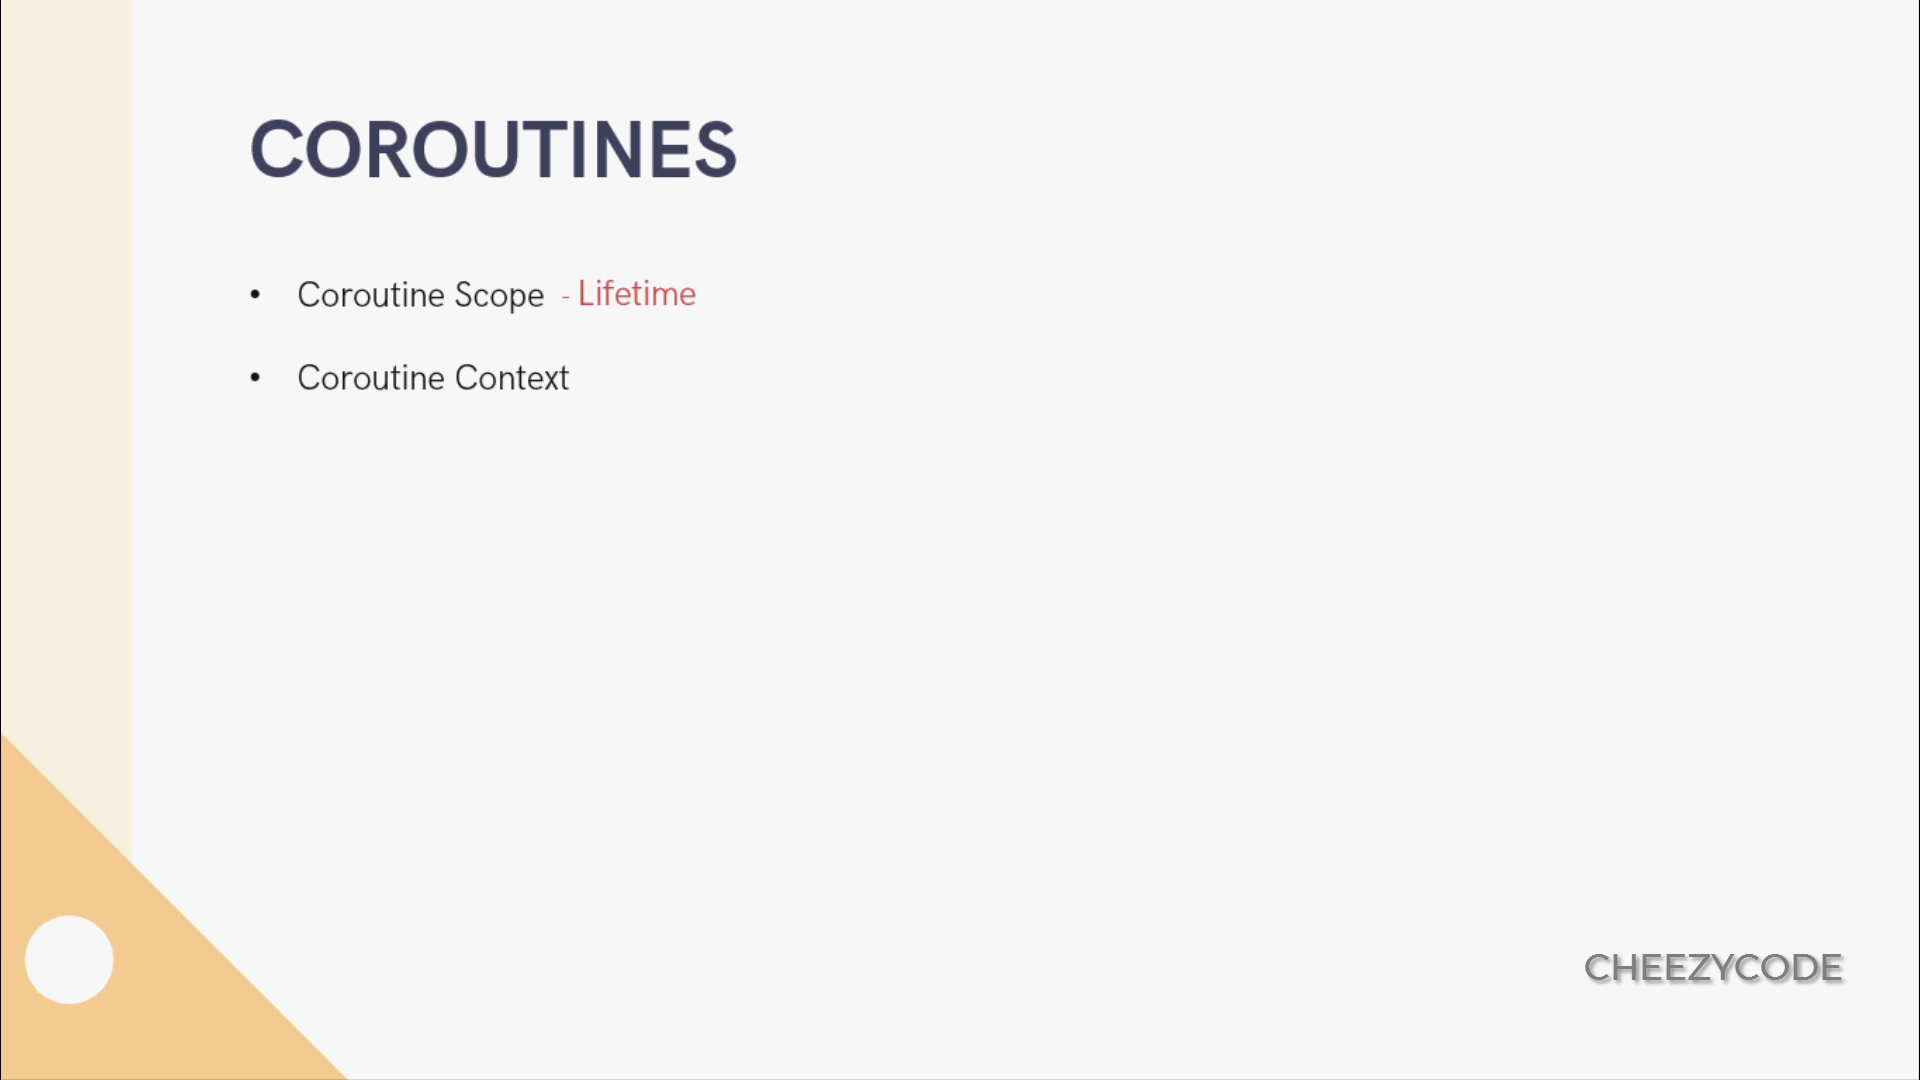 COROUTINES
• Coroutine Scope - Lifetime
• Coroutine Context
CHEEZYCODE